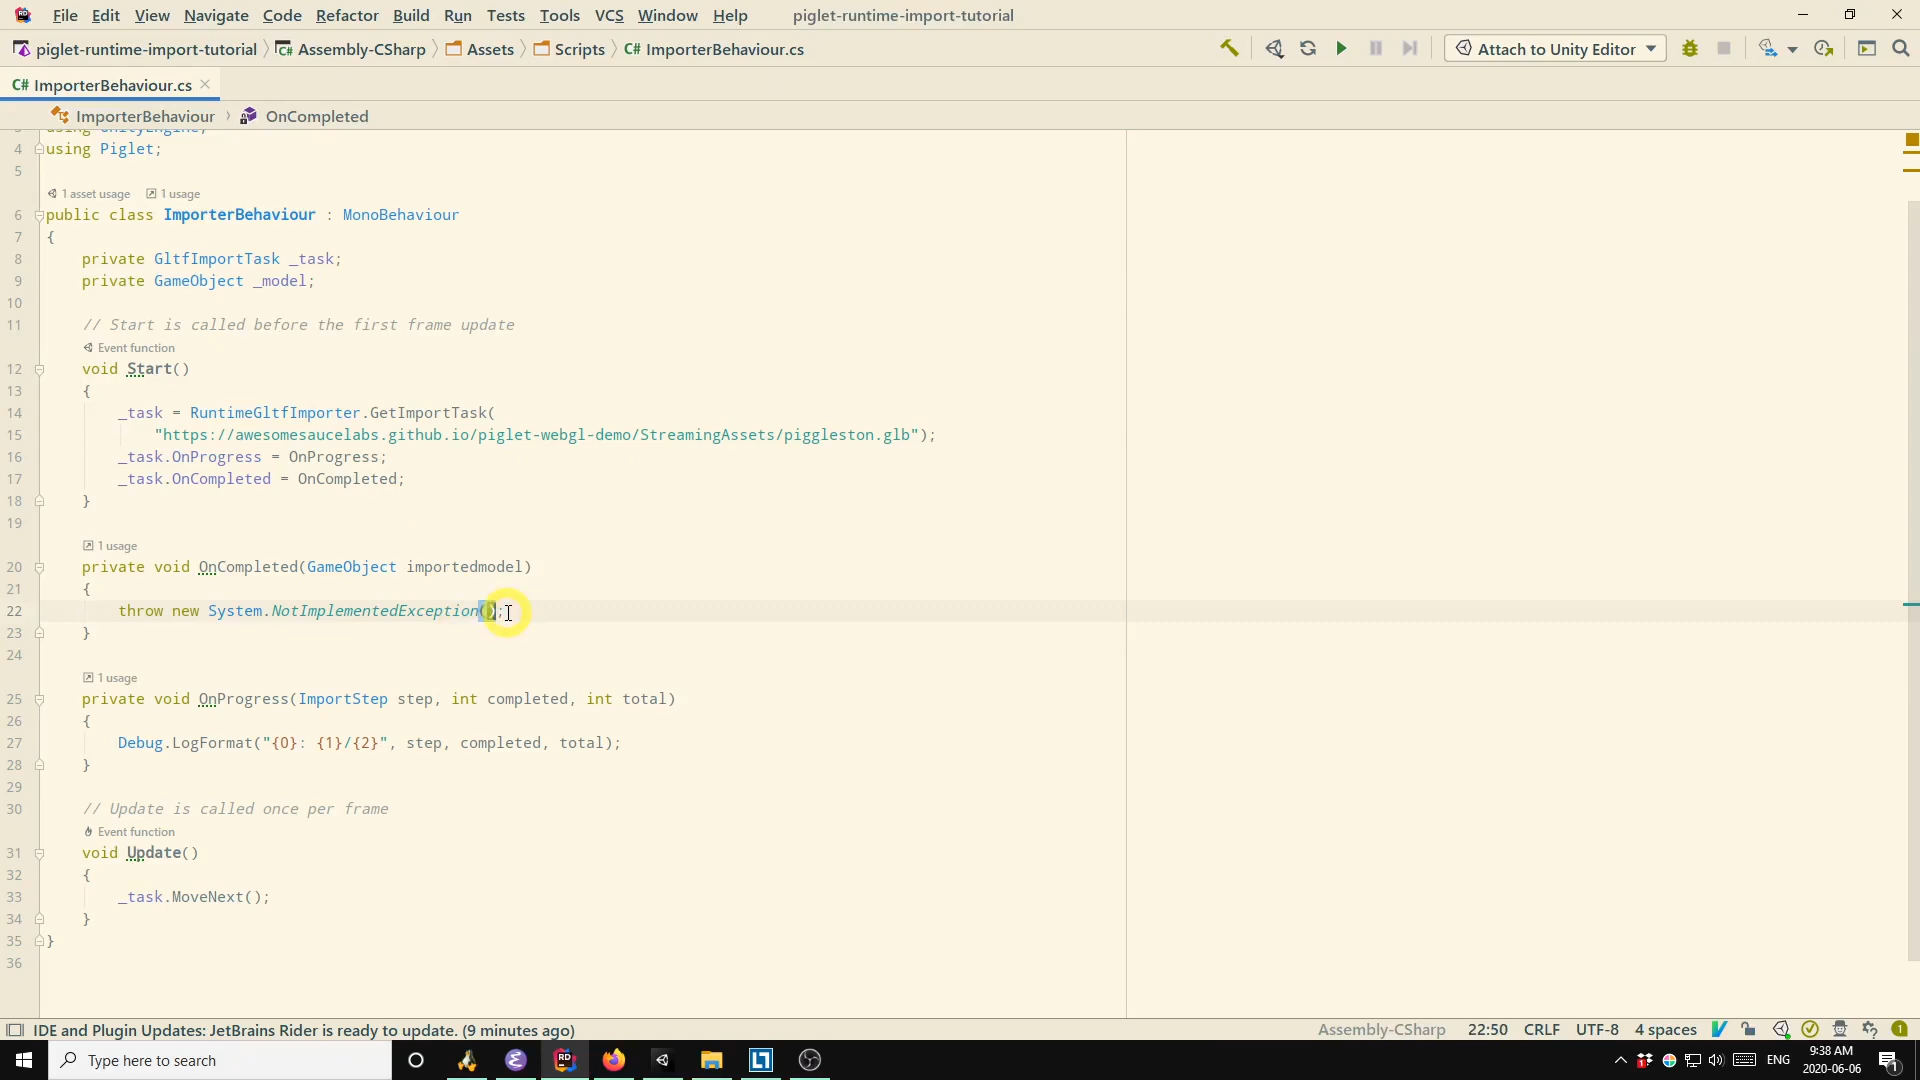 File Edit View Navigate Code Refactor Build Run Tests Tools VCS Window Help piglet-runtime-import-tutorial
piglet-runtime-import-tutorial Assembly-CSharp Assets Scripts C# ImporterBehaviour.cs Attach to Unity Editor
C# ImporterBehaviour.cs
ImporterBehaviour OnCompleted
3 using UnityEngine;
4 using Piglet;
5
1 asset usage 1 usage
6 public class ImporterBehaviour : MonoBehaviour
7 {
8 private GltfImportTask _task;
9 private GameObject _model;
10
11 // Start is called before the first frame update
Event function
12 void Start()
13 {
14 _task = RuntimeGltfImporter.GetImportTask(
15 "https://awesomesaucelabs.github.io/piglet-webgl-demo/StreamingAssets/piggleston.glb");
16 _task.OnProgress = OnProgress;
17 _task.OnCompleted = OnCompleted;
18 }
19
1 usage
20 private void OnCompleted(GameObject importedmodel)
21 {
22 throw new System.NotImplementedException();
23 }
24
1 usage
25 private void OnProgress(ImportStep step, int completed, int total)
26 {
27 Debug.LogFormat("{0}: {1}/{2}", step, completed, total);
28 }
29
30 // Update is called once per frame
Event function
31 void Update()
32 {
33 _task.MoveNext();
34 }
35 }
36
IDE and Plugin Updates: JetBrains Rider is ready to update. (9 minutes ago) Assembly-CSharp 22:50 CRLF UTF-8 4 spaces 1
Type here to search RD ENG 9:38 AM
2020-06-06 1